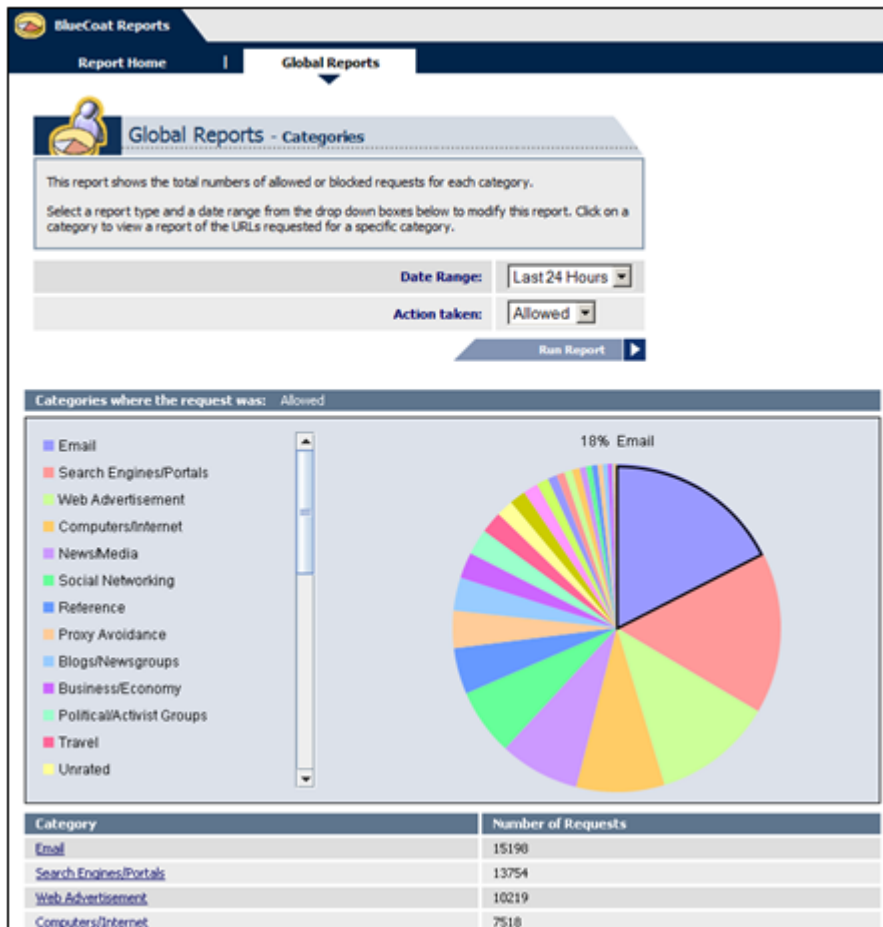 BlueCoat Reports
Report Home | Global Reports
Global Reports - Categories
This report shows the total numbers of allowed or blocked requests for each category.
Select a report type and a date range from the drop down boxes below to modify this report. Click on a
category to view a report of the URLs requested for a specific category.
Date Range: Last 24 Hours
Action taken: Allowed
Run Report
Categories where the request was: Allowed
18% Email
Email
Search Engines/Portals
Web Advertisement
Computers/Internet
News/Media
Social Networking
Reference
Proxy Avoidance
Blogs/Newsgroups
Business/Economy
Political/Activist Groups
Travel
Unrated
Category Number of Requests
Email 15198
Search Engines/Portals 13754
Web Advertisement 10219
Computers/Internet 7518